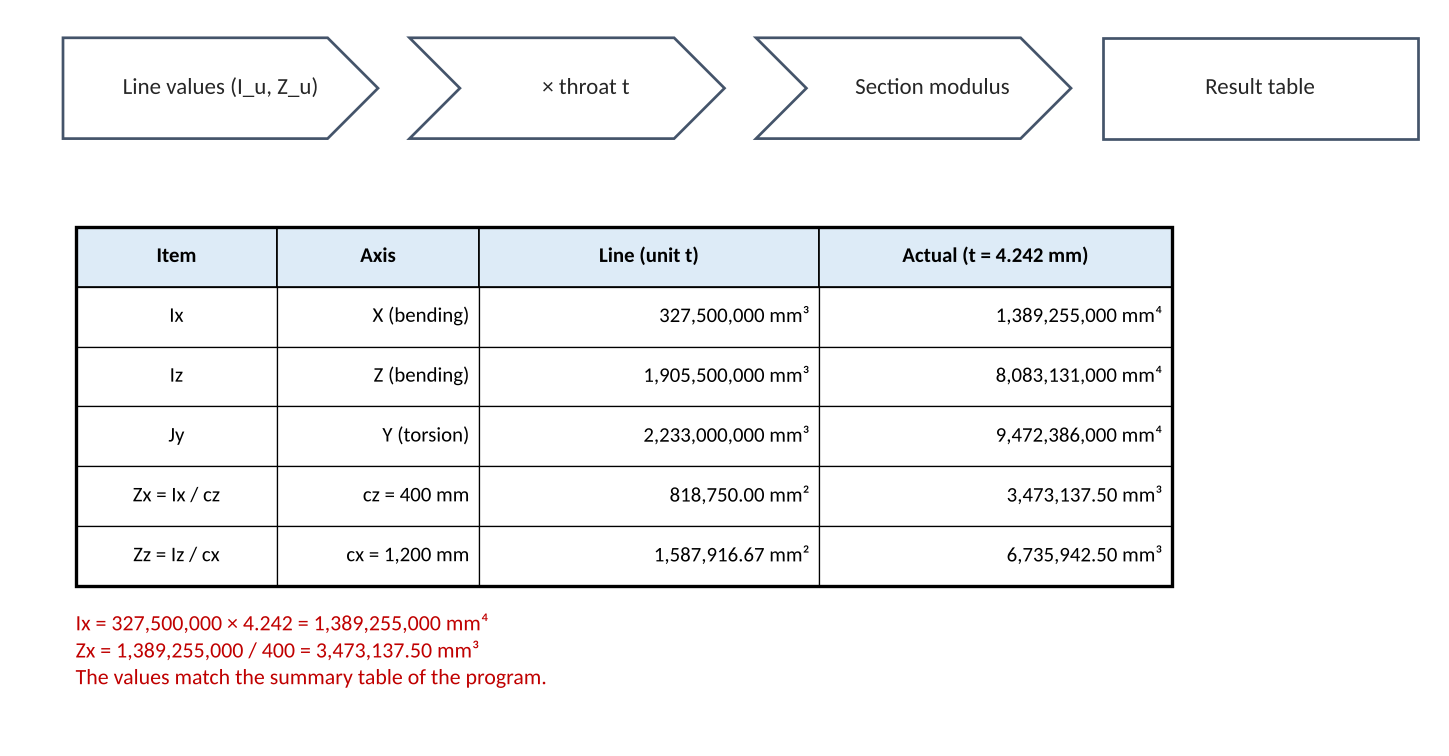 Line values (I_u, Z_u)
× throat t
Section modulus
Result table
Item Axis Line (unit t) Actual (t = 4.242 mm)
Ix X (bending) 327,500,000 mm³ 1,389,255,000 mm⁴
Iz Z (bending) 1,905,500,000 mm³ 8,083,131,000 mm⁴
Jy Y (torsion) 2,233,000,000 mm³ 9,472,386,000 mm⁴
Zx = Ix / cz cz = 400 mm 818,750.00 mm² 3,473,137.50 mm³
Zz = Iz / cx cx = 1,200 mm 1,587,916.67 mm² 6,735,942.50 mm³
Ix = 327,500,000 × 4.242 = 1,389,255,000 mm⁴
Zx = 1,389,255,000 / 400 = 3,473,137.50 mm³
The values match the summary table of the program.